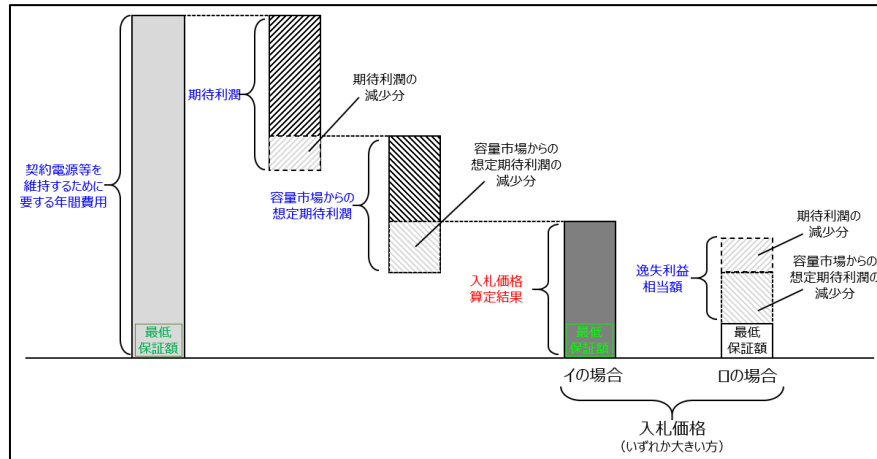 契約電源等を
維持するために
要する年間費用
最低
保証額
期待利潤
期待利潤の
減少分
容量市場からの
想定期待利潤
容量市場からの
想定期待利潤の
減少分
入札価格
算定結果
最低
保証額
イの場合
逸失利益
相当額
期待利潤の
減少分
容量市場からの
想定期待利潤の
減少分
最低
保証額
ロの場合
入札価格
(いずれか大きい方)